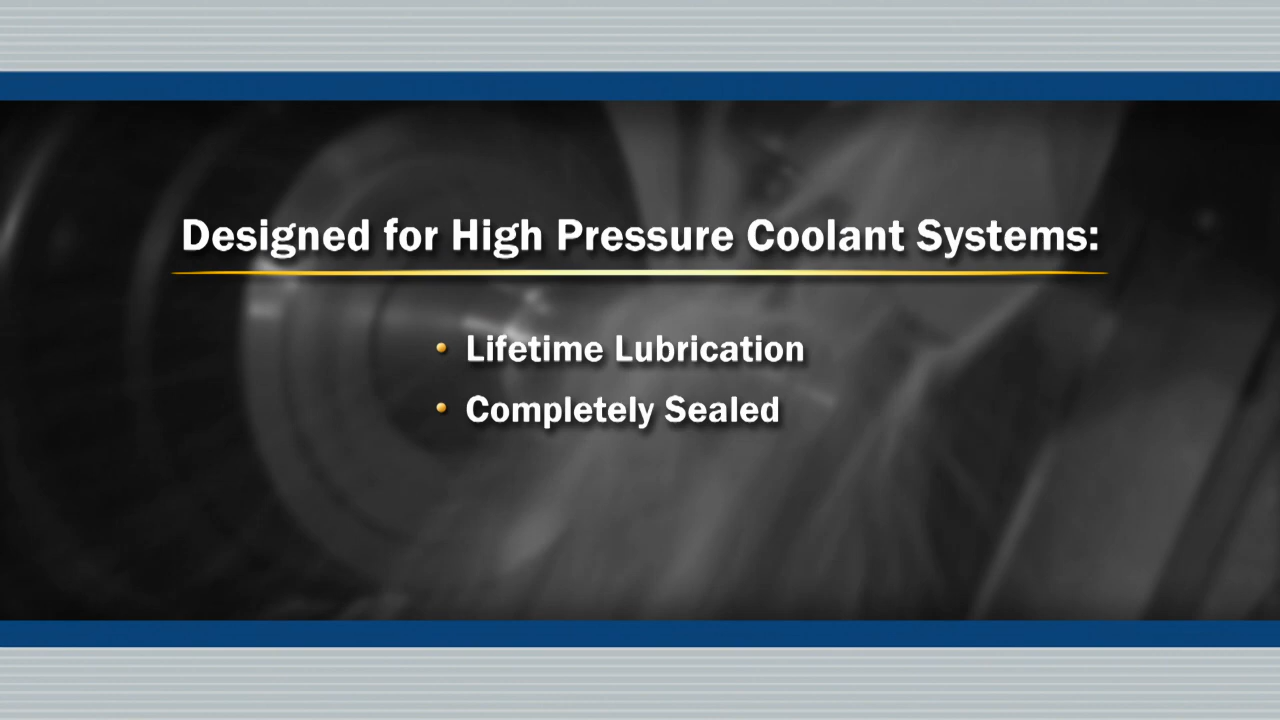 Designed for High Pressure Coolant Systems:
• Lifetime Lubrication
• Completely Sealed